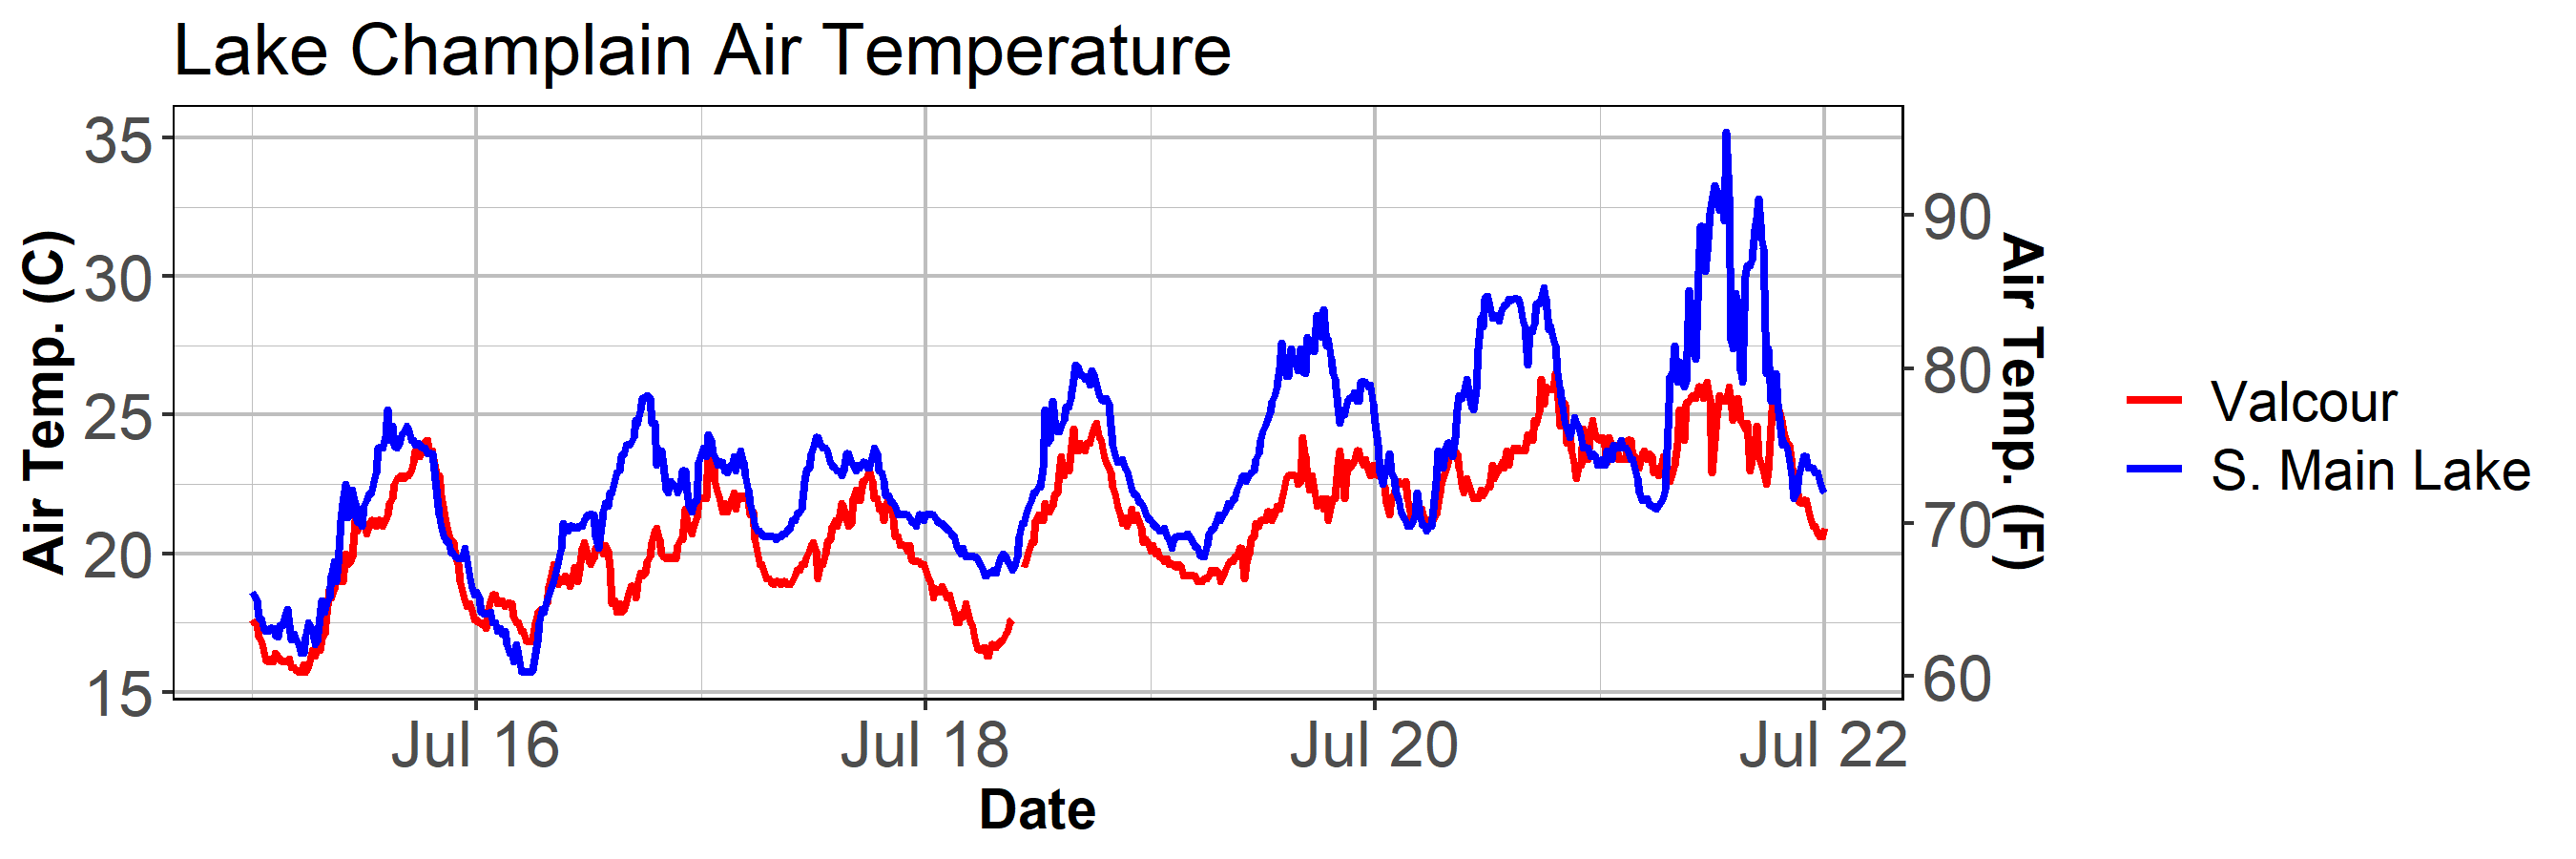 Lake Champlain Air Temperature
Air Temp. (C)
35
30
25
20
15
Air Temp. (F)
90
80
70
60
Jul 16
Jul 18
Jul 20
Jul 22
Date
Valcour
S. Main Lake